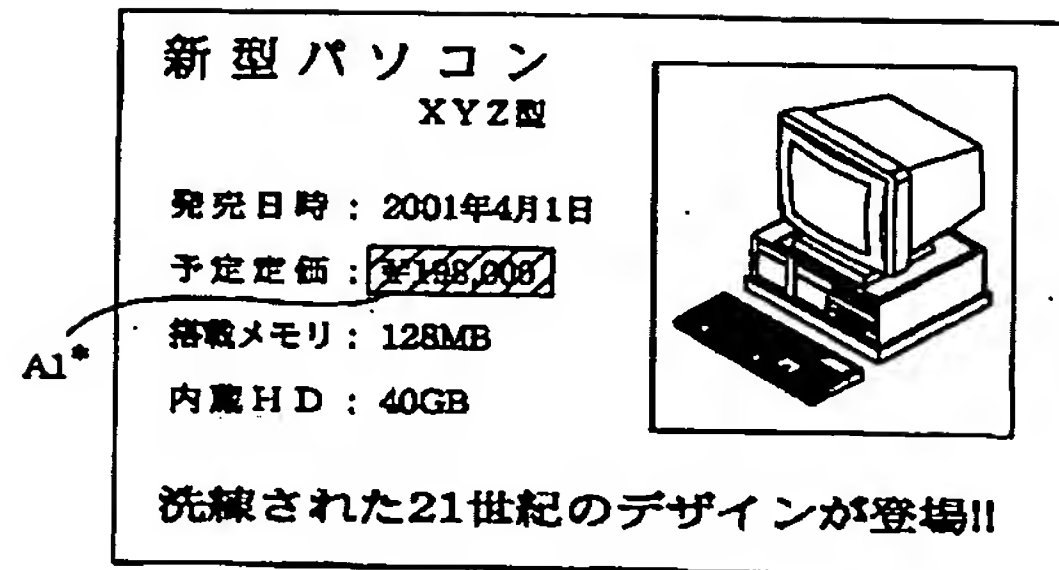 新型パソコン
XYZ型
発売日時：2001年4月1日
予定定価：¥198,000
搭載メモリ：128MB
内蔵HD：40GB
A1*
洗練された21世紀のデザインが登場!!